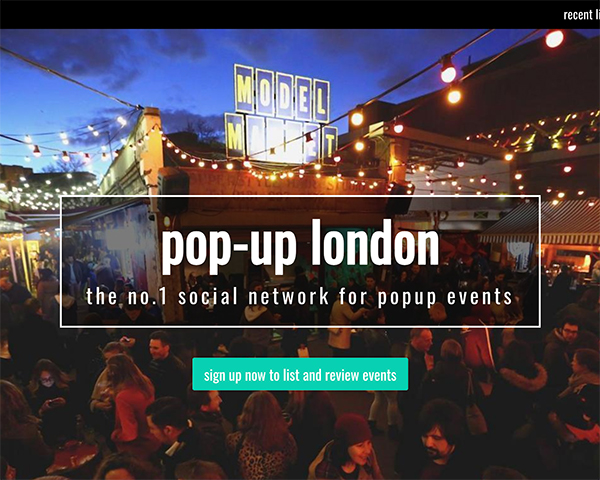 recent li
MODEL
MARKET
pop-up london
the no.1 social network for popup events
sign up now to list and review events